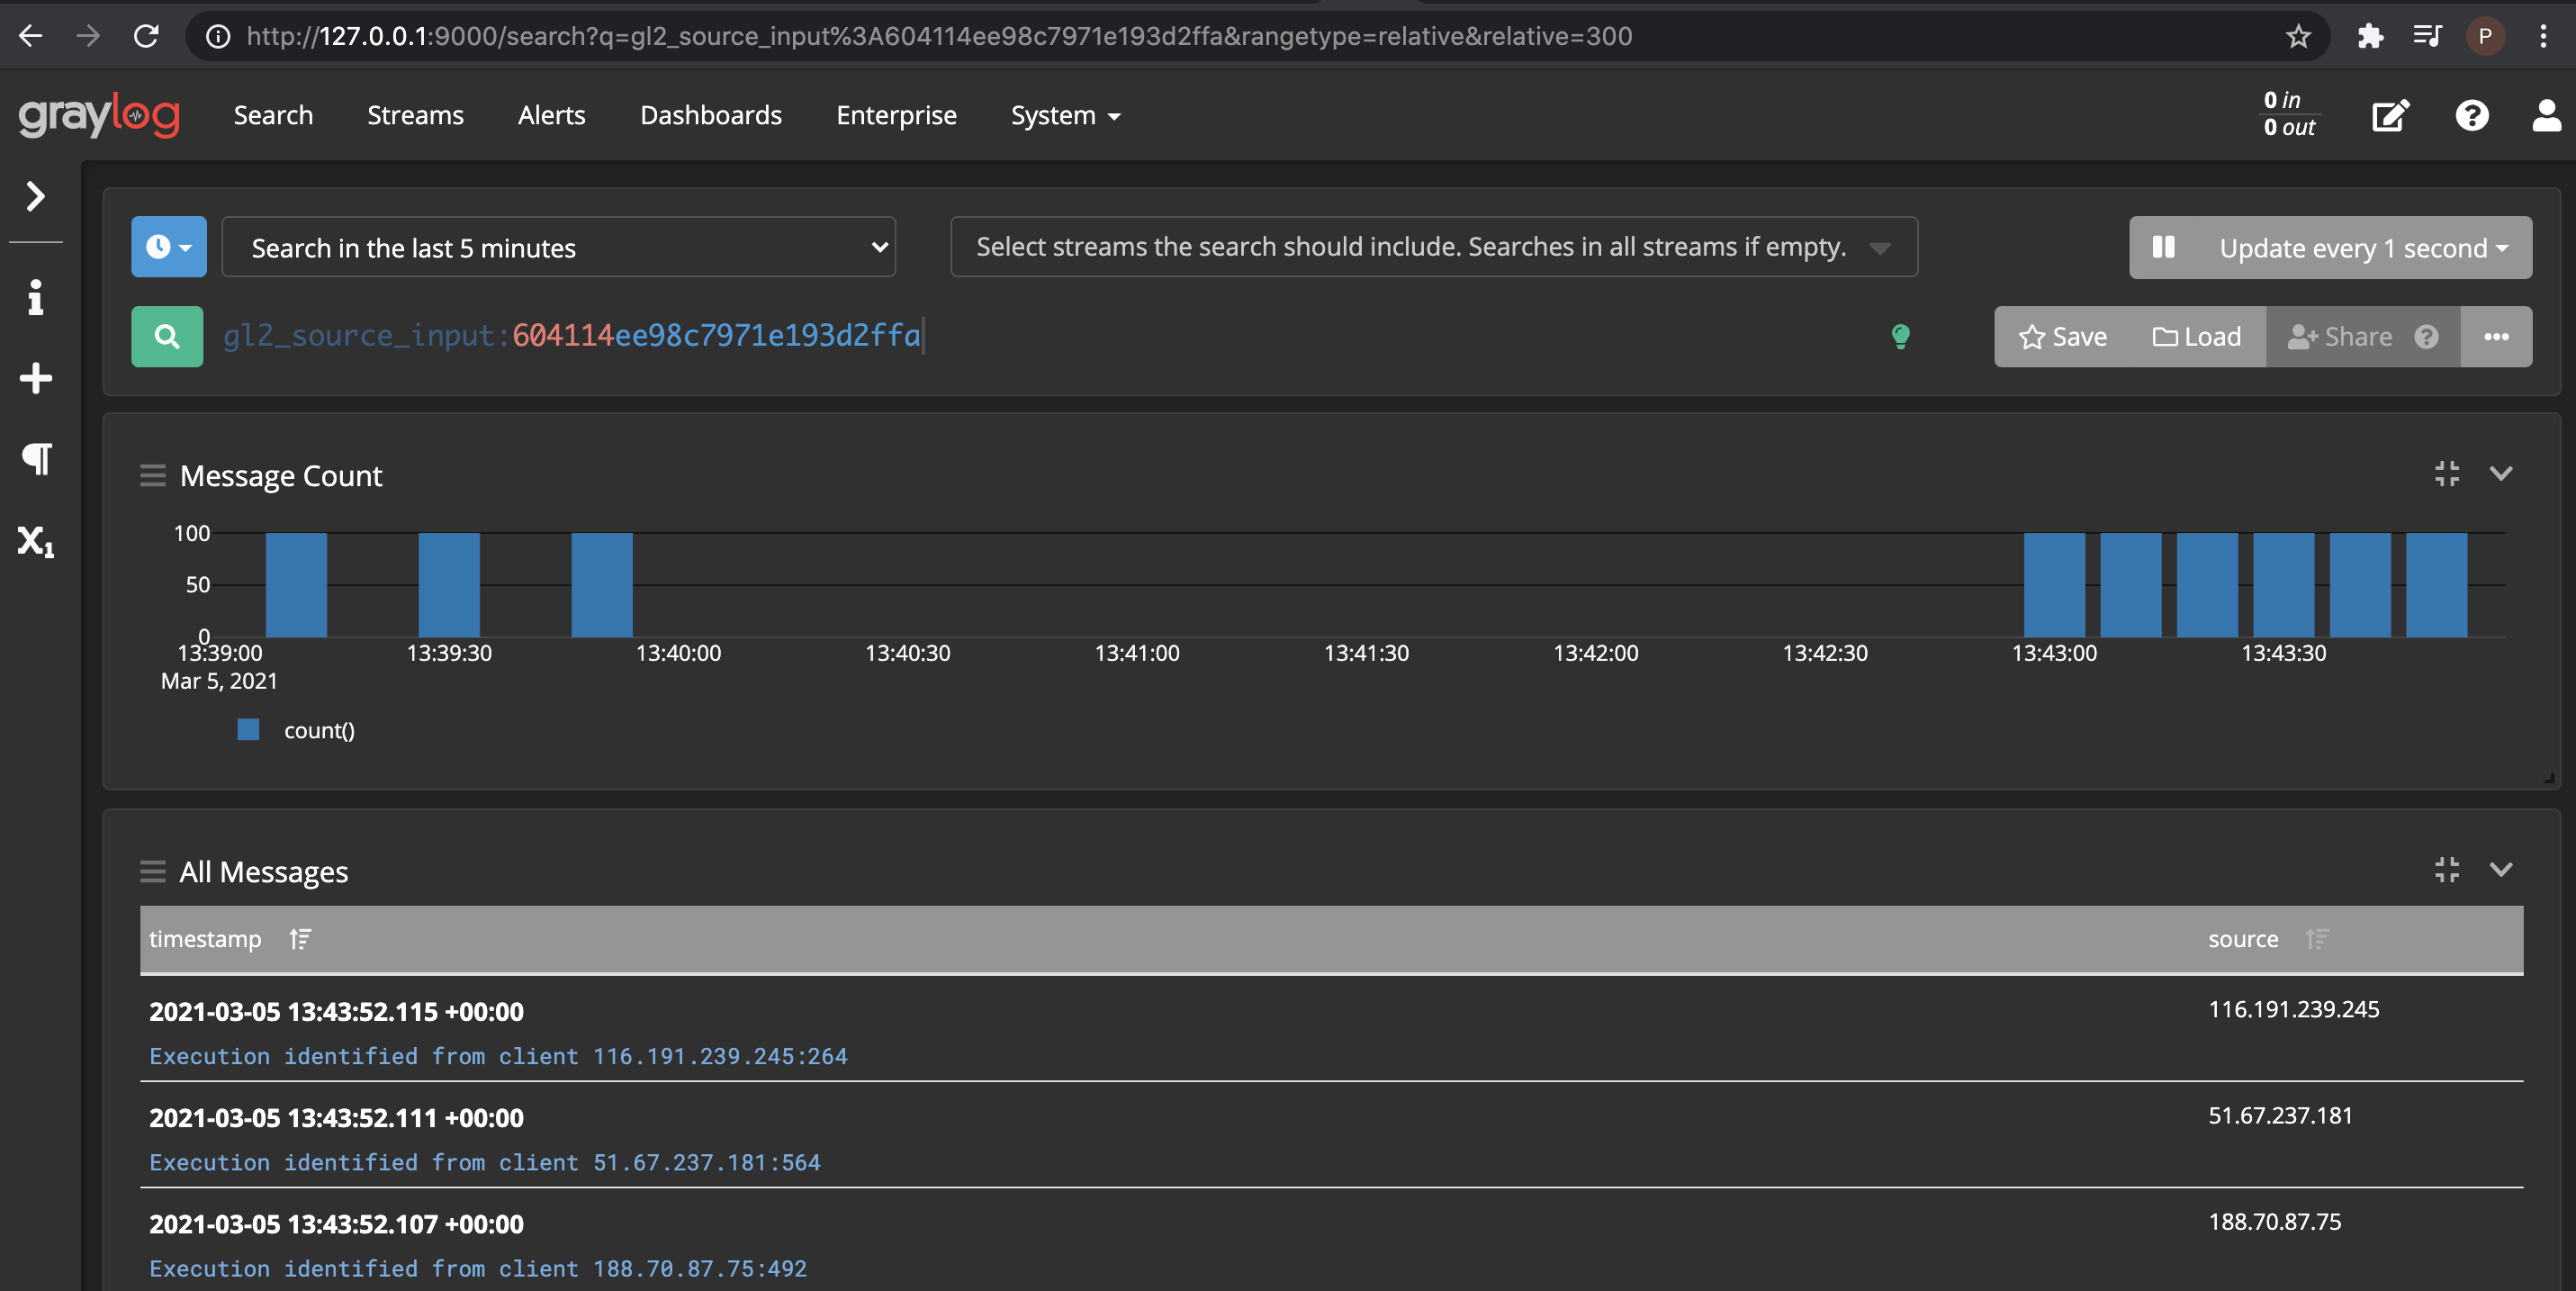 http://127.0.0.1:9000/search?q=gl2_source_input%3A604114ee98c7971e193d2ffa&rangetype=relative&relative=300
P
graylog Search Streams Alerts Dashboards Enterprise System
0 in
0 out
Search in the last 5 minutes
Select streams the search should include. Searches in all streams if empty.
Update every 1 second
gl2_source_input:604114ee98c7971e193d2ffa
Save Load Share
Message Count
100
50
0
13:39:00 13:39:30 13:40:00 13:40:30 13:41:00 13:41:30 13:42:00 13:42:30 13:43:00 13:43:30
Mar 5, 2021
count()
All Messages
timestamp source
2021-03-05 13:43:52.115 +00:00 116.191.239.245
Execution identified from client 116.191.239.245:264
2021-03-05 13:43:52.111 +00:00 51.67.237.181
Execution identified from client 51.67.237.181:564
2021-03-05 13:43:52.107 +00:00 188.70.87.75
Execution identified from client 188.70.87.75:492